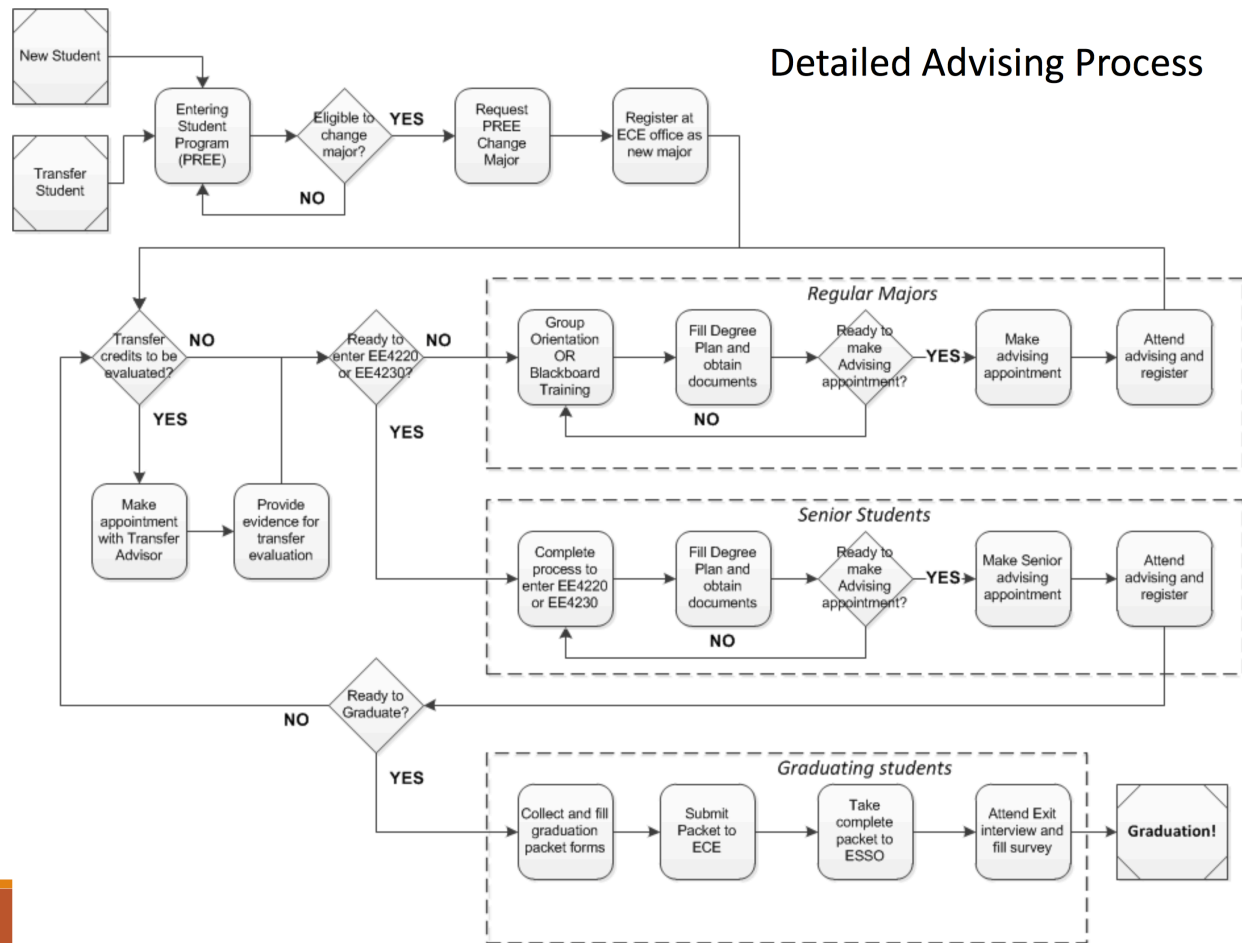 Detailed Advising Process
New Student
Transfer
Student
Entering
Student
Program
(PREE)
Eligible to
change
major?
YES
NO
Request
PREE
Change
Major
Register at
ECE office as
new major
Transfer
credits to be
evaluated?
NO
YES
Make
appointment
with Transfer
Advisor
Provide
evidence for
transfer
evaluation
Ready to
enter EE4220
or EE4230?
NO
YES
Regular Majors
Group
Orientation
OR
Blackboard
Training
Fill Degree
Plan and
obtain
documents
Ready to
make
Advising
appointment?
YES
NO
Make
advising
appointment
Attend
advising and
register
Senior Students
Complete
process to
enter EE4220
or EE4230
Fill Degree
Plan and
obtain
documents
Ready to
make
Advising
appointment?
YES
NO
Make Senior
advising
appointment
Attend
advising and
register
Ready to
Graduate?
NO
YES
Graduating students
Collect and fill
graduation
packet forms
Submit
Packet to
ECE
Take
complete
packet to
ESSO
Attend Exit
interview and
fill survey
Graduation!